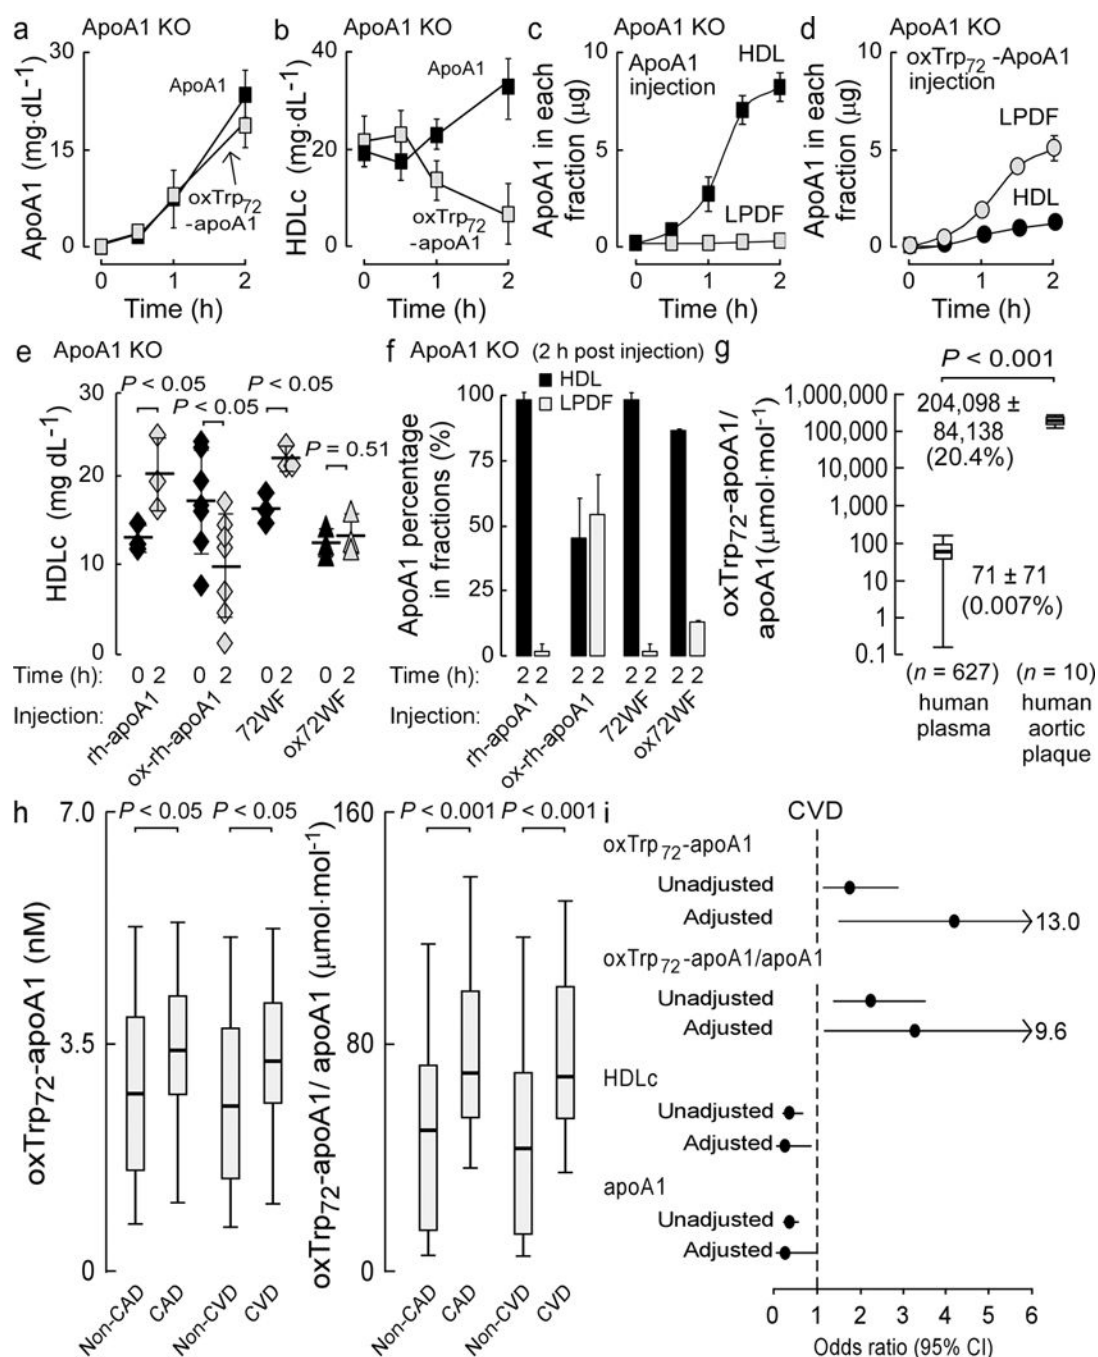 a
ApoA1 KO
ApoA1 (mg·dL⁻¹)
30
15
0
ApoA1
oxTrp₇₂
-apoA1
0 1 2
Time (h)
b
ApoA1 KO
HDLc (mg·dL⁻¹)
40
20
0
ApoA1
oxTrp₇₂
-apoA1
0 1 2
Time (h)
c
ApoA1 KO
ApoA1 in each
fraction (μg)
10
5
0
ApoA1
injection
HDL
LPDF
0 1 2
Time (h)
d
ApoA1 KO
ApoA1 in each
fraction (μg)
10
5
0
oxTrp₇₂-ApoA1
injection
LPDF
HDL
0 1 2
Time (h)
e
ApoA1 KO
HDLc (mg dL⁻¹)
30
20
10
0
P < 0.05
P < 0.05
P < 0.05
P = 0.51
Time (h): 0 2 0 2 0 2 0 2
Injection:
rh-apoA1
ox-rh-apoA1
72WF
ox72WF
f
ApoA1 KO (2 h post injection)
HDL
LPDF
ApoA1 percentage
in fractions (%)
100
75
50
25
0
Time (h): 2 2 2 2 2 2 2 2
Injection:
rh-apoA1
ox-rh-apoA1
72WF
ox72WF
g
oxTrp₇₂-apoA1/
apoA1(μmol·mol⁻¹)
P < 0.001
1,000,000
100,000
10,000
1,000
100
10
1
0.1
204,098 ±
84,138
(20.4%)
71 ± 71
(0.007%)
(n = 627)
human
plasma
(n = 10)
human
aortic
plaque
h
oxTrp₇₂-apoA1 (nM)
7.0
3.5
0
P < 0.05
P < 0.05
Non-CAD
CAD
Non-CVD
CVD
oxTrp₇₂-apoA1/ apoA1 (μmol·mol⁻¹)
160
80
0
P < 0.001
P < 0.001
Non-CAD
CAD
Non-CVD
CVD
i
CVD
oxTrp₇₂-apoA1
Unadjusted
Adjusted
13.0
oxTrp₇₂-apoA1/apoA1
Unadjusted
Adjusted
9.6
HDLc
Unadjusted
Adjusted
apoA1
Unadjusted
Adjusted
0 1 2 3 4 5 6
Odds ratio (95% CI)